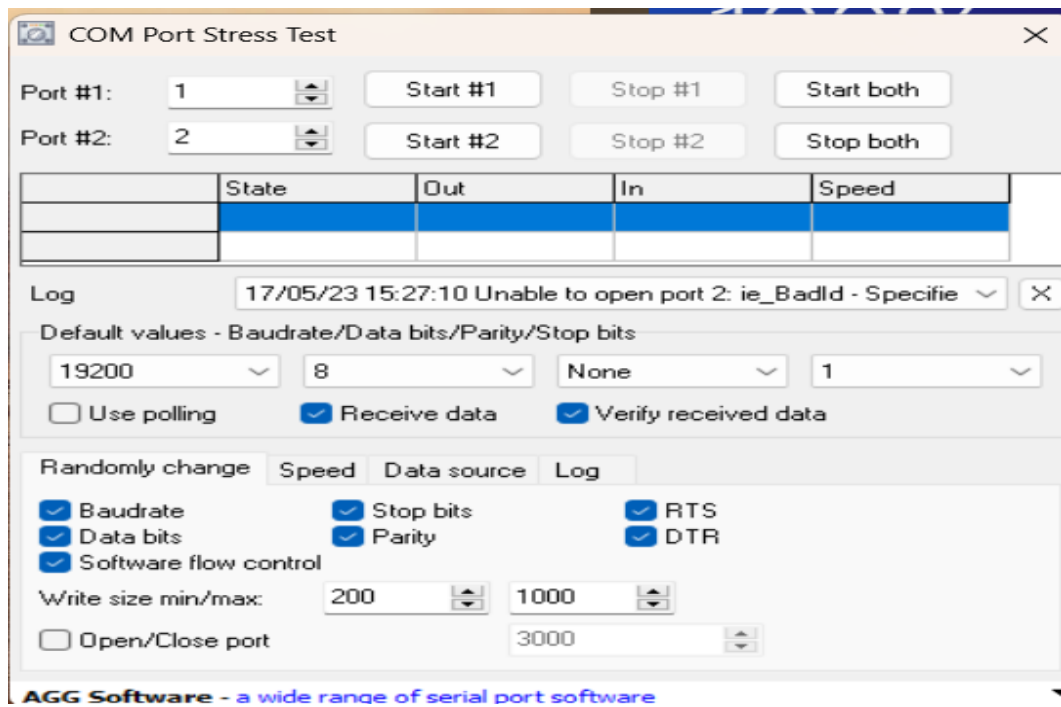 COM Port Stress Test
Port #1: 1 Start #1 Stop #1 Start both
Port #2: 2 Start #2 Stop #2 Stop both
State Out In Speed
Log 17/05/23 15:27:10 Unable to open port 2: ie_BadId - Specifie
Default values - Baudrate/Data bits/Parity/Stop bits
19200 8 None 1
Use polling Receive data Verify received data
Randomly change Speed Data source Log
Baudrate Stop bits RTS
Data bits Parity DTR
Software flow control
Write size min/max: 200 1000
Open/Close port 3000
AGG Software - a wide range of serial port software